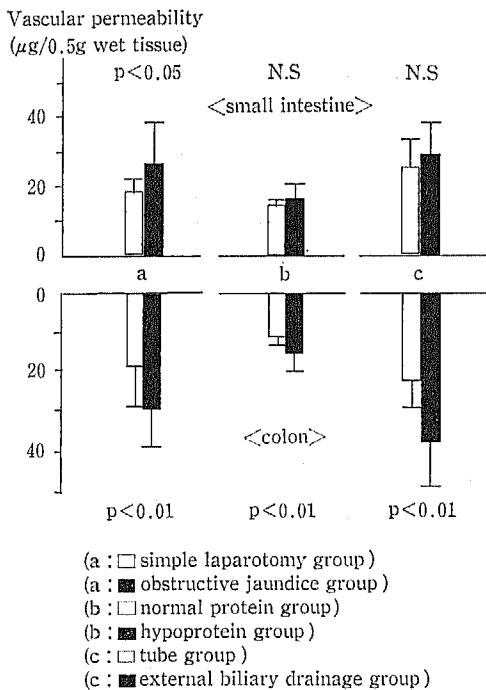 Vascular permeability
(μg/0.5g wet tissue)
p<0.05 N.S N.S
<small intestine>
40
20
0
a b c
0
20
40
<colon>
p<0.01 p<0.01 p<0.01
(a : □ simple laparotomy group)
(a : ■ obstructive jaundice group)
(b : □ normal protein group)
(b : ■ hypoprotein group)
(c : □ tube group)
(c : ■ external biliary drainage group)